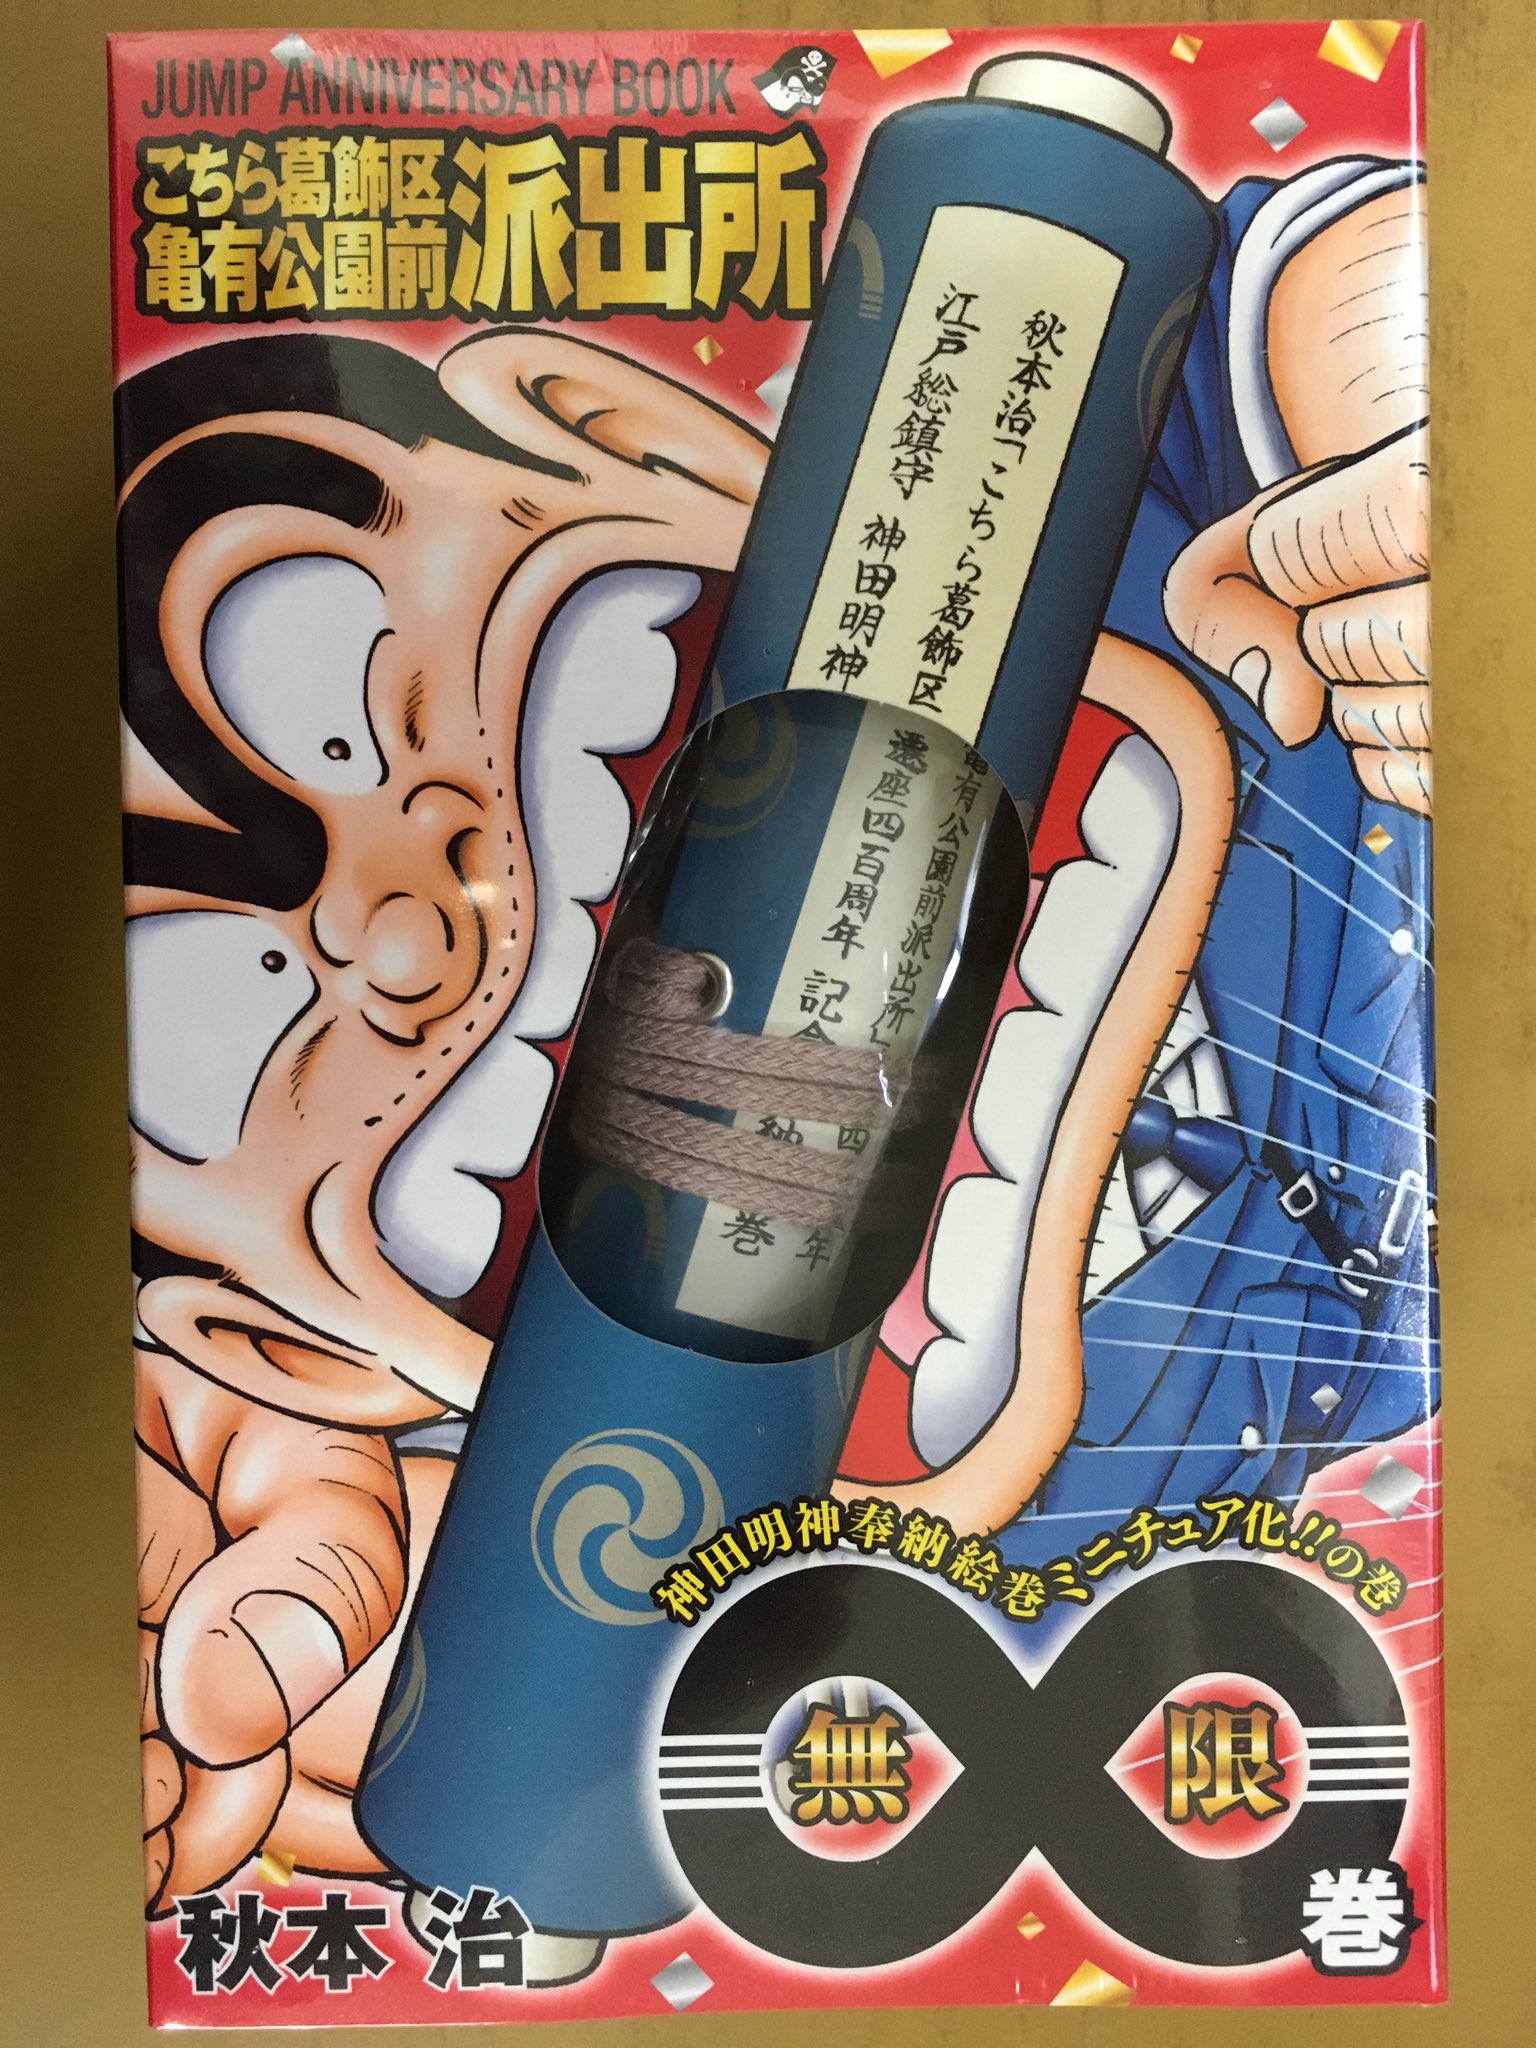 JUMP ANNIVERSARY BOOK
こちら葛飾区
亀有公園前
派出所
秋本治「こちら葛飾区亀有公園前派出所」四 年
江戸総鎮守 神田明神 遷座四百周年 記念 納 巻
神田明神奉納絵巻ミニチュア化!!の巻
無限
巻
秋本 治